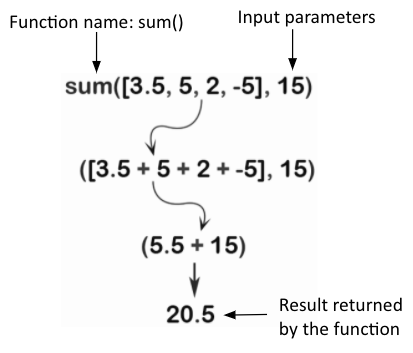 Function name: sum()
Input parameters
sum([3.5, 5, 2, -5], 15)
([3.5 + 5 + 2 + -5], 15)
(5.5 + 15)
20.5
Result returned
by the function